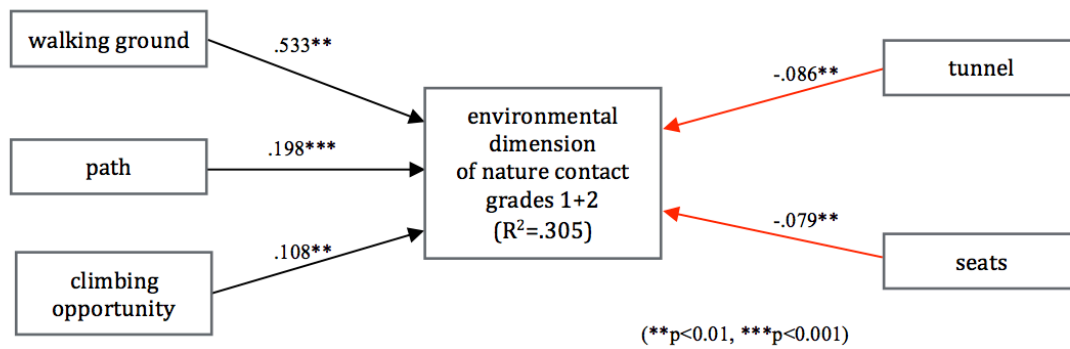 walking ground
.533**
path
.198***
climbing
opportunity
.108**
environmental
dimension
of nature contact
grades 1+2
(R²=.305)
-.086**
tunnel
-.079**
seats
(**p<0.01, ***p<0.001)